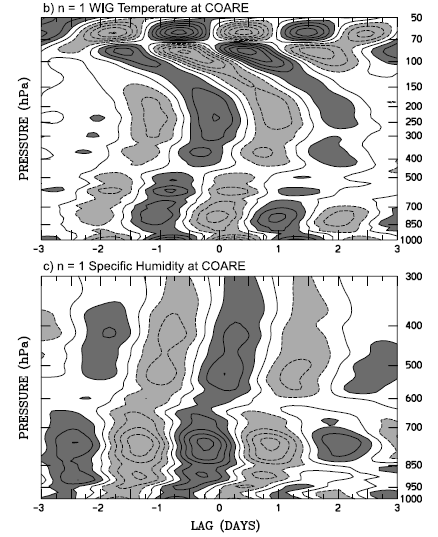 b) n = 1 WIG Temperature at COARE
50
70
100
150
200
250
300
400
500
700
850
1000
PRESSURE (hPa)
-3 -2 -1 0 1 2 3
c) n = 1 Specific Humidity at COARE
300
400
500
600
700
850
950
1000
PRESSURE (hPa)
-3 -2 -1 0 1 2 3
LAG (DAYS)